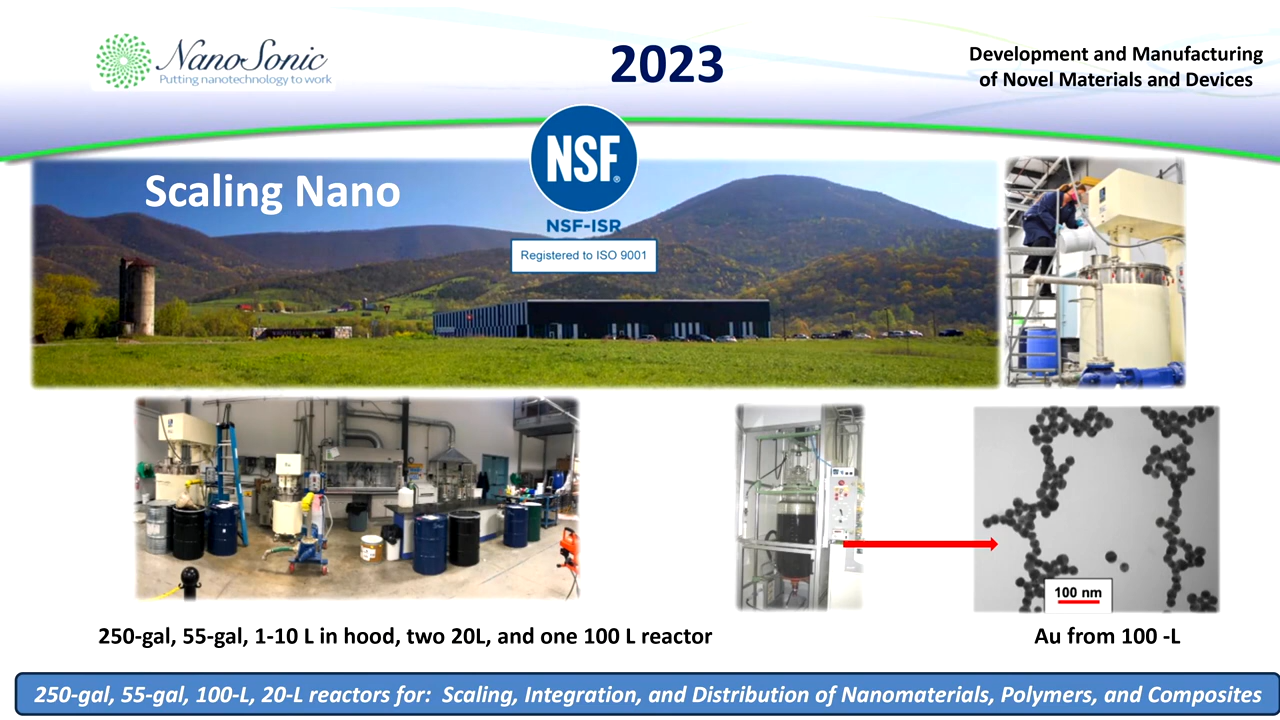 NanoSonic
Putting nanotechnology to work
2023
Development and Manufacturing
of Novel Materials and Devices
NSF®
NSF-ISR
Registered to ISO 9001
Scaling Nano
100 nm
250-gal, 55-gal, 1-10 L in hood, two 20L, and one 100 L reactor
Au from 100 -L
250-gal, 55-gal, 100-L, 20-L reactors for: Scaling, Integration, and Distribution of Nanomaterials, Polymers, and Composites